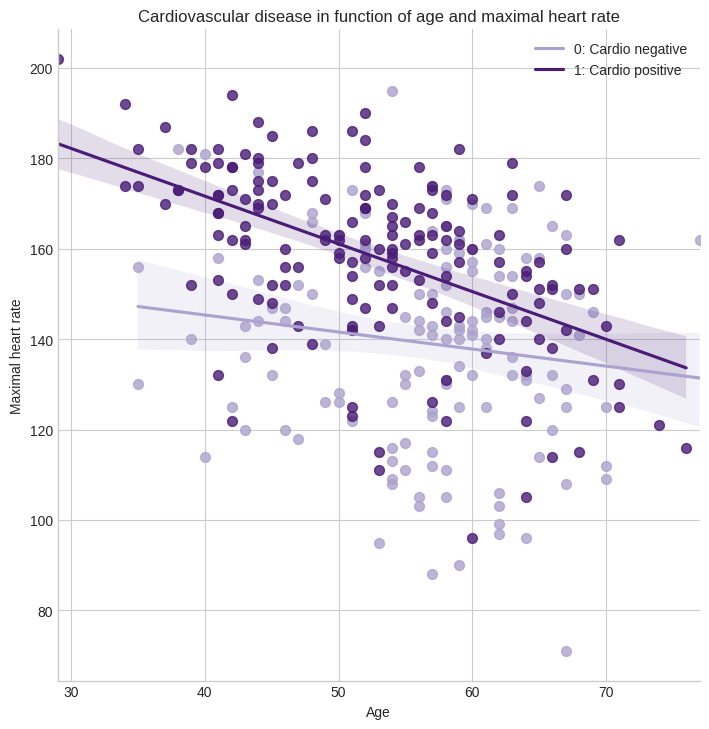 Cardiovascular disease in function of age and maximal heart rate
0: Cardio negative
1: Cardio positive
200
180
160
140
120
100
80
Maximal heart rate
30 40 50 60 70
Age